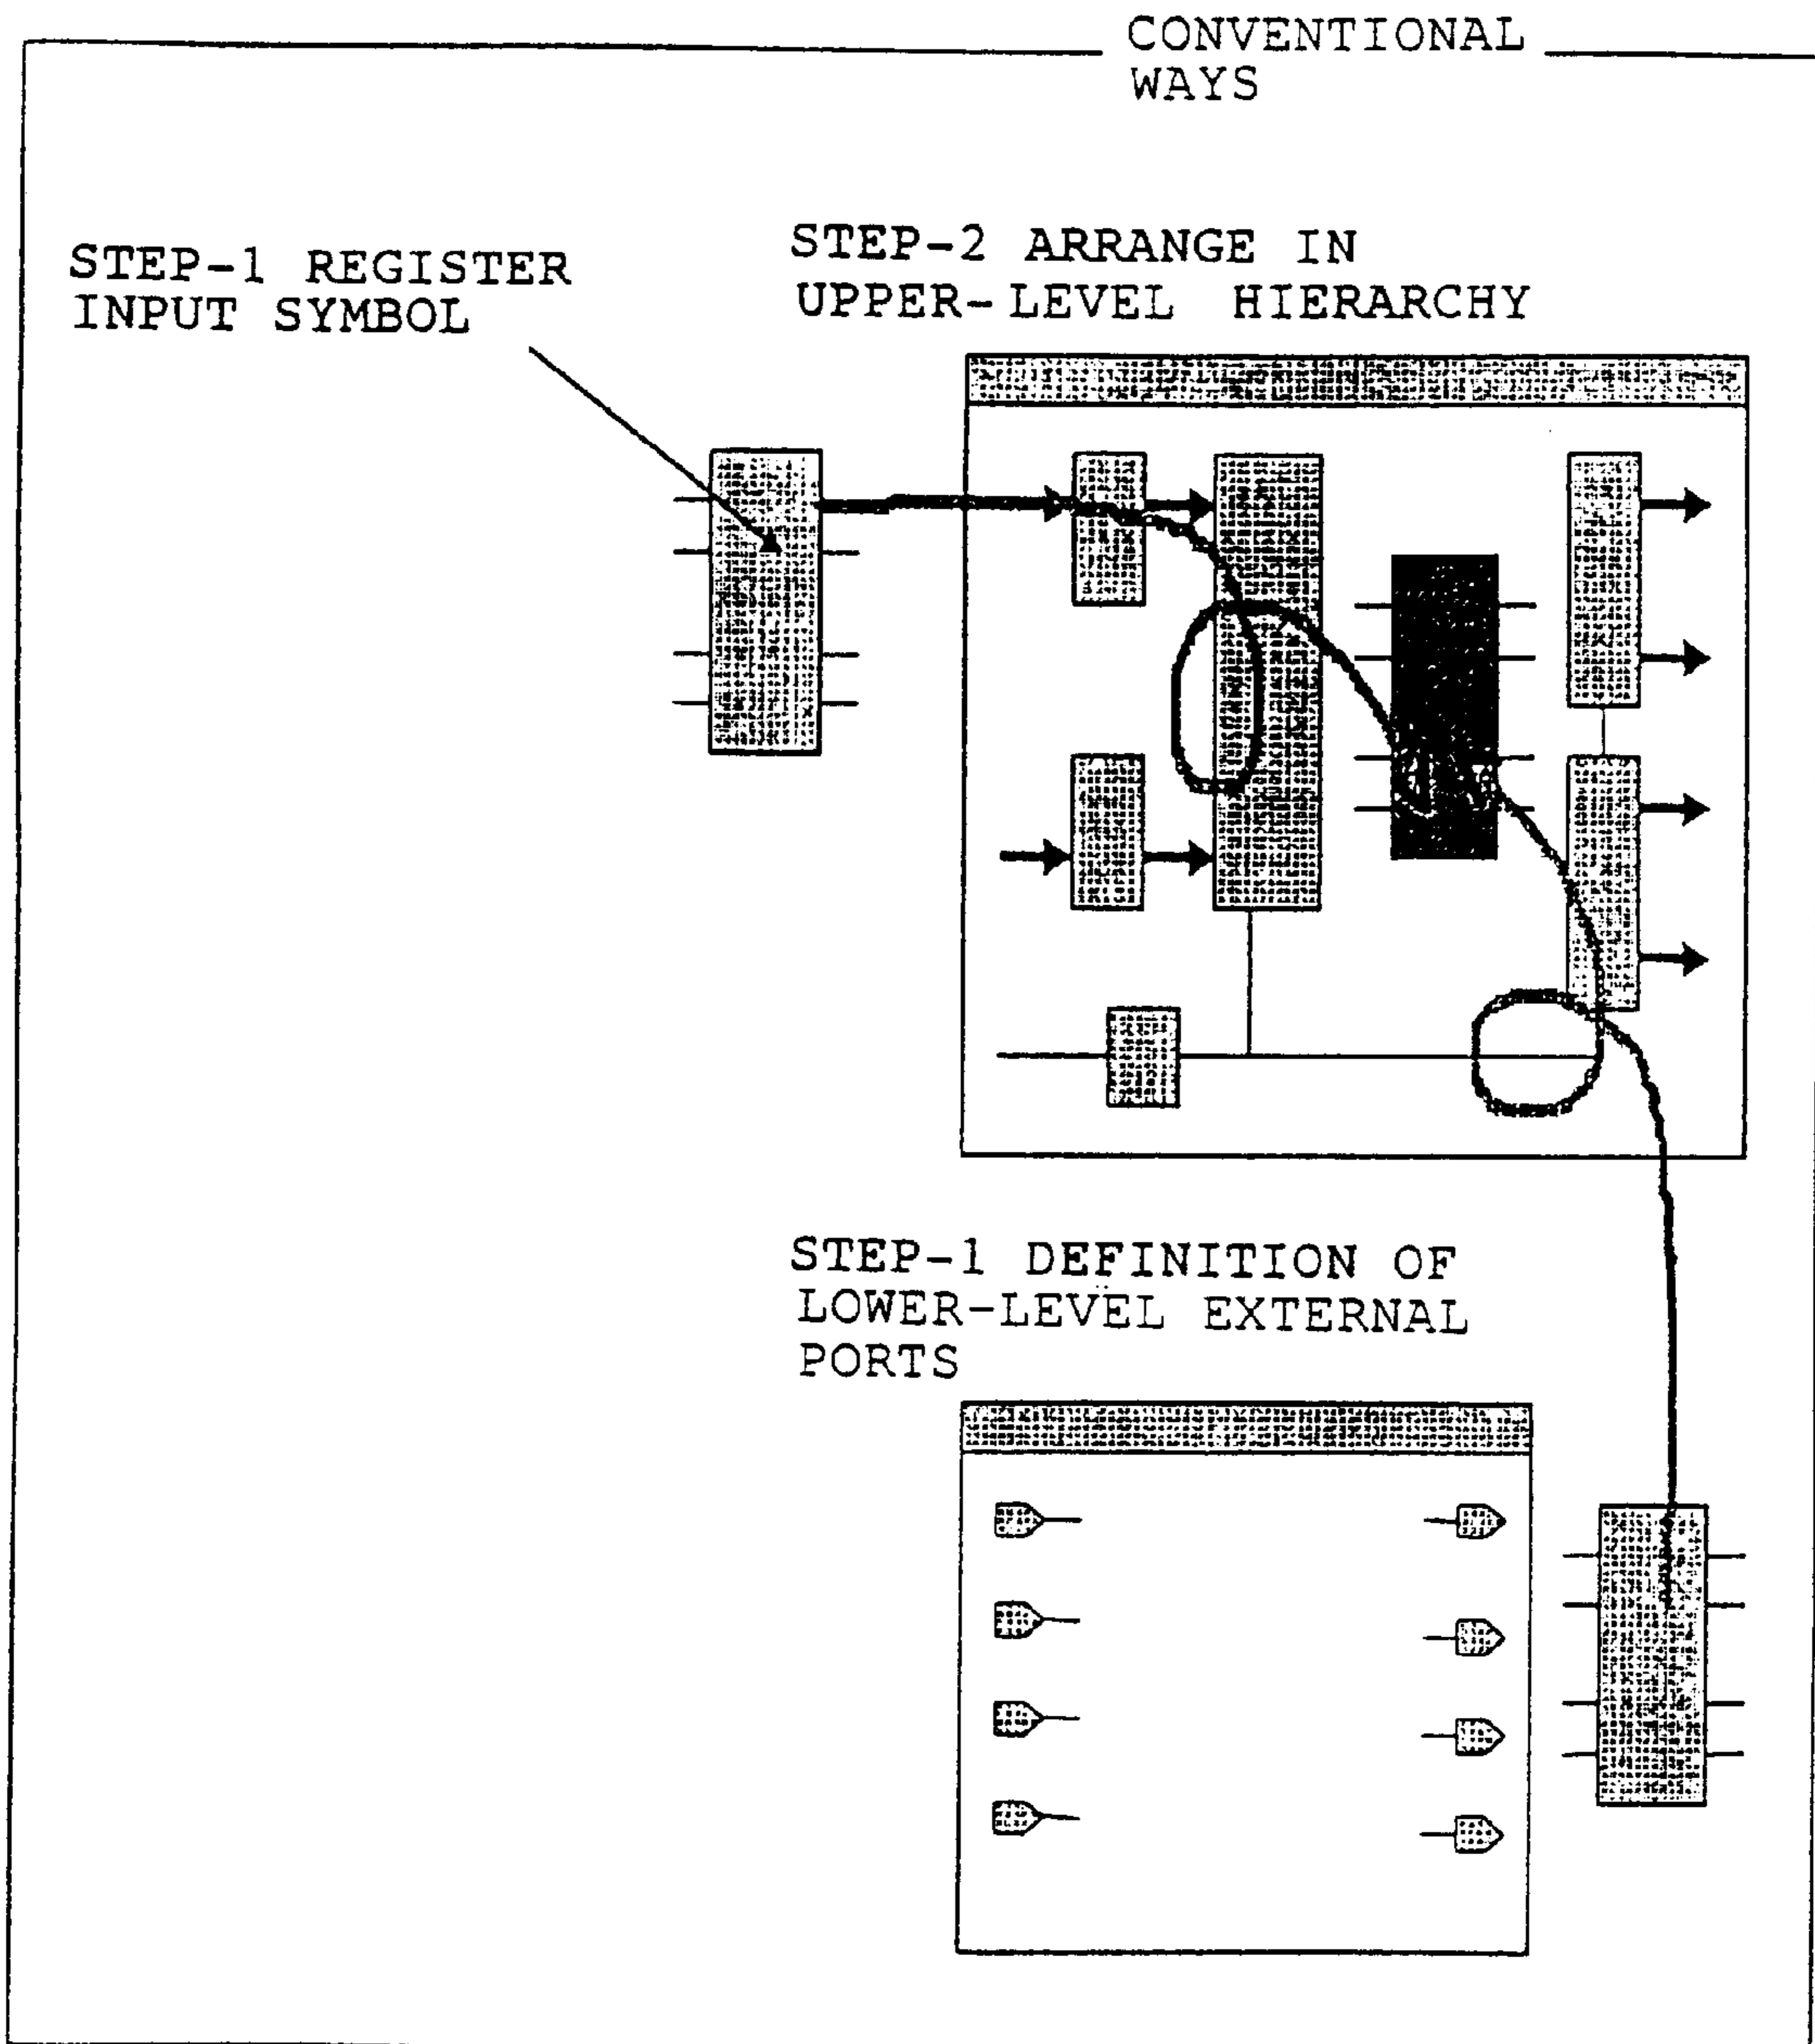 CONVENTIONAL
WAYS
STEP-1 REGISTER
INPUT SYMBOL
STEP-2 ARRANGE IN
UPPER-LEVEL HIERARCHY
STEP-1 DEFINITION OF
LOWER-LEVEL EXTERNAL
PORTS